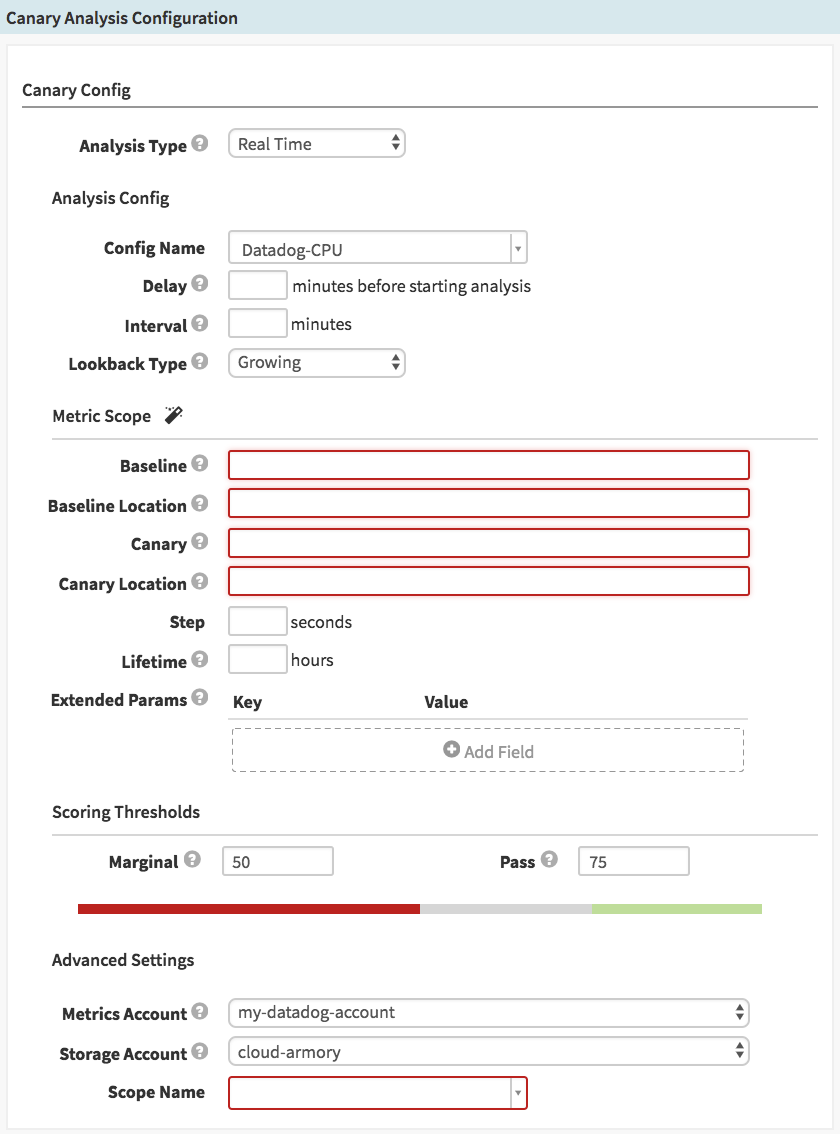 Canary Analysis Configuration
Canary Config
Analysis Type ? Real Time
Analysis Config
Config Name Datadog-CPU
Delay ? minutes before starting analysis
Interval ? minutes
Lookback Type ? Growing
Metric Scope
Baseline ?
Baseline Location ?
Canary ?
Canary Location ?
Step seconds
Lifetime ? hours
Extended Params ? Key Value
Add Field
Scoring Thresholds
Marginal ? 50 Pass ? 75
Advanced Settings
Metrics Account ? my-datadog-account
Storage Account ? cloud-armory
Scope Name